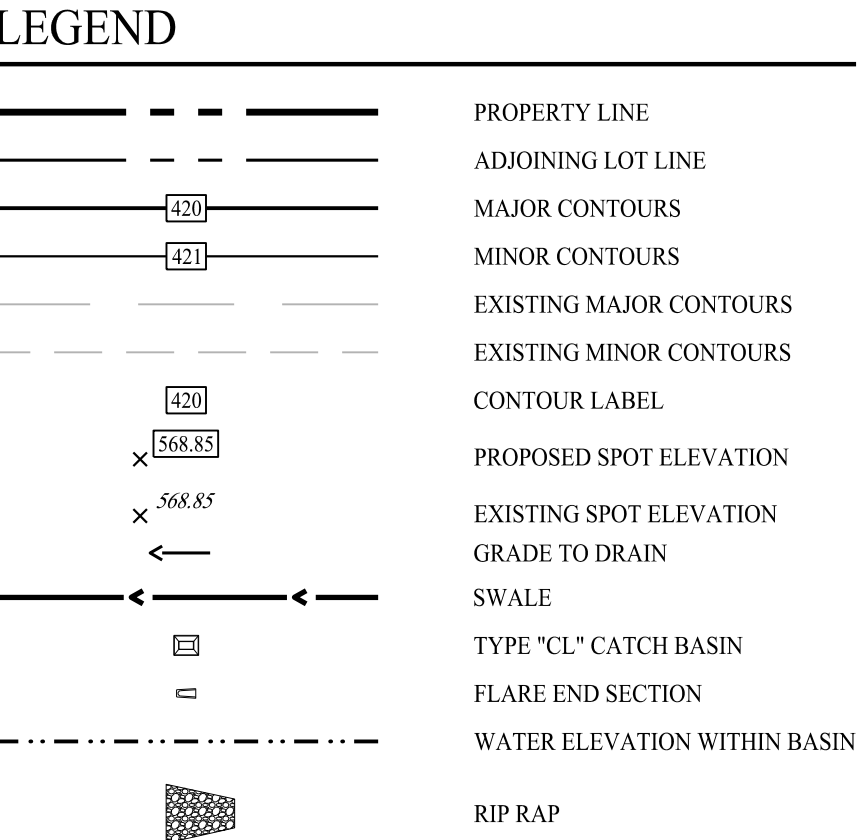 LEGEND
PROPERTY LINE
ADJOINING LOT LINE
420 MAJOR CONTOURS
421 MINOR CONTOURS
EXISTING MAJOR CONTOURS
EXISTING MINOR CONTOURS
420 CONTOUR LABEL
568.85 PROPOSED SPOT ELEVATION
568.85 EXISTING SPOT ELEVATION
GRADE TO DRAIN
SWALE
TYPE "CL" CATCH BASIN
FLARE END SECTION
WATER ELEVATION WITHIN BASIN
RIP RAP